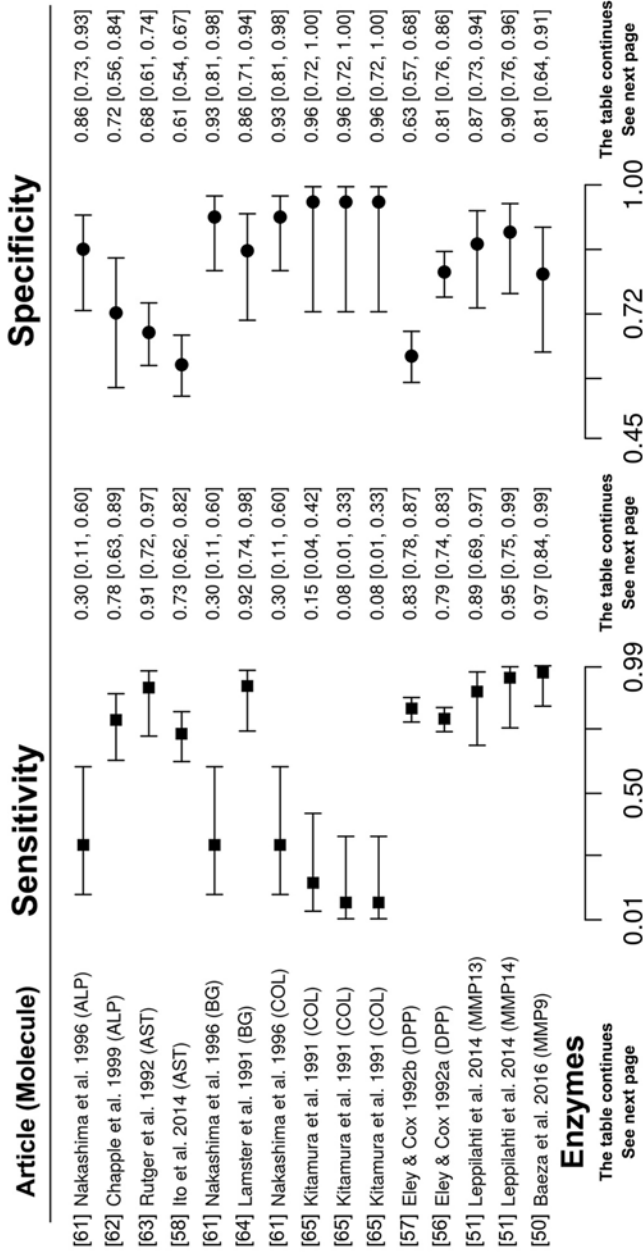 Article (Molecule) Sensitivity Specificity
[61] Nakashima et al. 1996 (ALP) 0.30 [0.11, 0.60] 0.86 [0.73, 0.93]
[62] Chapple et al. 1999 (ALP) 0.78 [0.63, 0.89] 0.72 [0.56, 0.84]
[63] Rutger et al. 1992 (AST) 0.91 [0.72, 0.97] 0.68 [0.61, 0.74]
[58] Ito et al. 2014 (AST) 0.73 [0.62, 0.82] 0.61 [0.54, 0.67]
[61] Nakashima et al. 1996 (BG) 0.30 [0.11, 0.60] 0.93 [0.81, 0.98]
[64] Lamster et al. 1991 (BG) 0.92 [0.74, 0.98] 0.86 [0.71, 0.94]
[61] Nakashima et al. 1996 (COL) 0.30 [0.11, 0.60] 0.93 [0.81, 0.98]
[65] Kitamura et al. 1991 (COL) 0.15 [0.04, 0.42] 0.96 [0.72, 1.00]
[65] Kitamura et al. 1991 (COL) 0.08 [0.01, 0.33] 0.96 [0.72, 1.00]
[65] Kitamura et al. 1991 (COL) 0.08 [0.01, 0.33] 0.96 [0.72, 1.00]
[57] Eley & Cox 1992b (DPP) 0.83 [0.78, 0.87] 0.63 [0.57, 0.68]
[56] Eley & Cox 1992a (DPP) 0.79 [0.74, 0.83] 0.81 [0.76, 0.86]
[51] Leppilahti et al. 2014 (MMP13) 0.89 [0.69, 0.97] 0.87 [0.73, 0.94]
[51] Leppilahti et al. 2014 (MMP14) 0.95 [0.75, 0.99] 0.90 [0.76, 0.96]
[50] Baeza et al. 2016 (MMP9) 0.97 [0.84, 0.99] 0.81 [0.64, 0.91]
Enzymes
0.01 0.50 0.99 0.45 0.72 1.00
The table continues The table continues The table continues
See next page See next page See next page